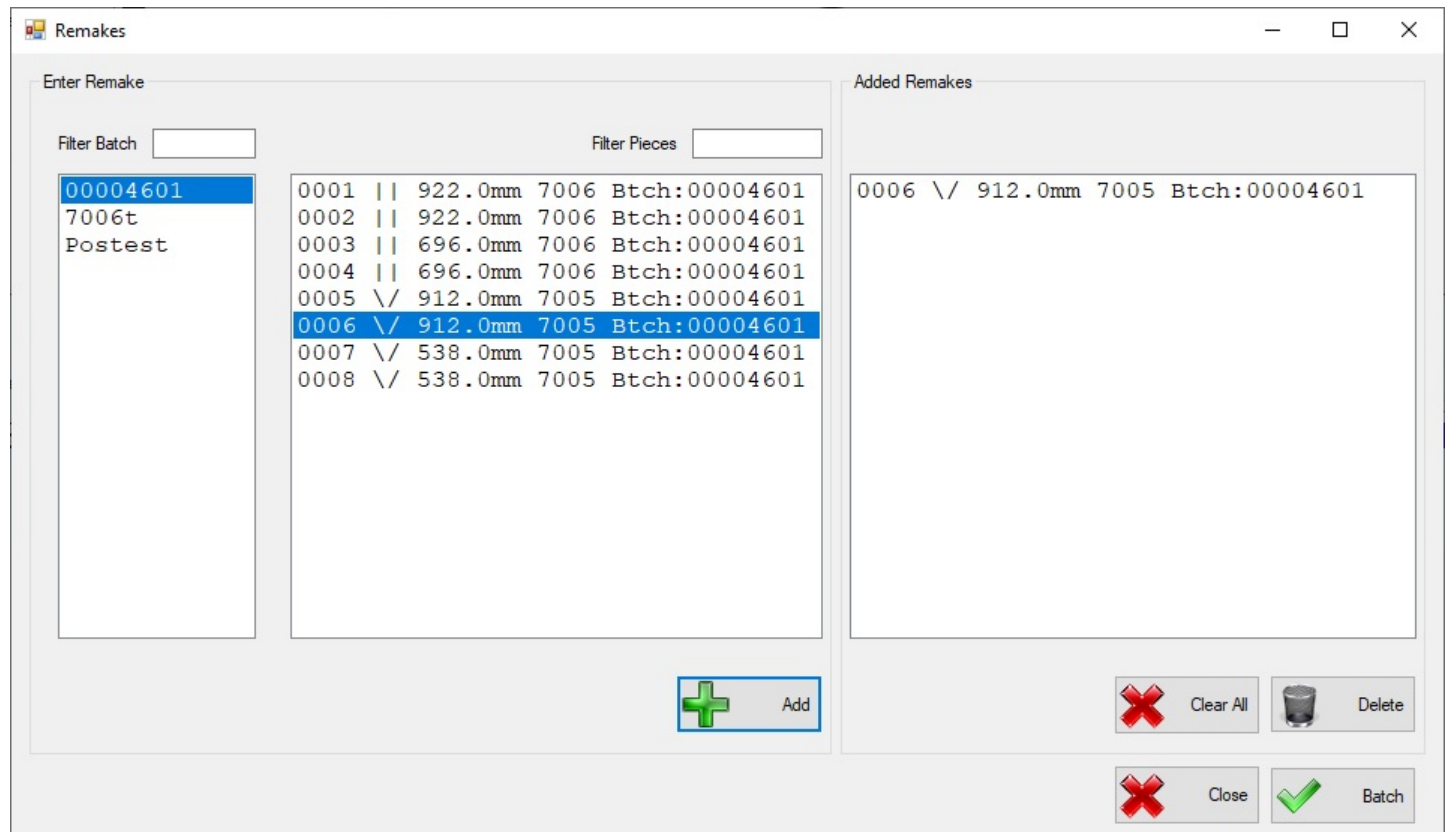 Remakes
Enter Remake
Filter Batch
Filter Pieces
00004601
7006t
Postest
0001 || 922.0mm 7006 Btch:00004601
0002 || 922.0mm 7006 Btch:00004601
0003 || 696.0mm 7006 Btch:00004601
0004 || 696.0mm 7006 Btch:00004601
0005 \/ 912.0mm 7005 Btch:00004601
0006 \/ 912.0mm 7005 Btch:00004601
0007 \/ 538.0mm 7005 Btch:00004601
0008 \/ 538.0mm 7005 Btch:00004601
Add
Added Remakes
0006 \/ 912.0mm 7005 Btch:00004601
Clear All
Delete
Close
Batch